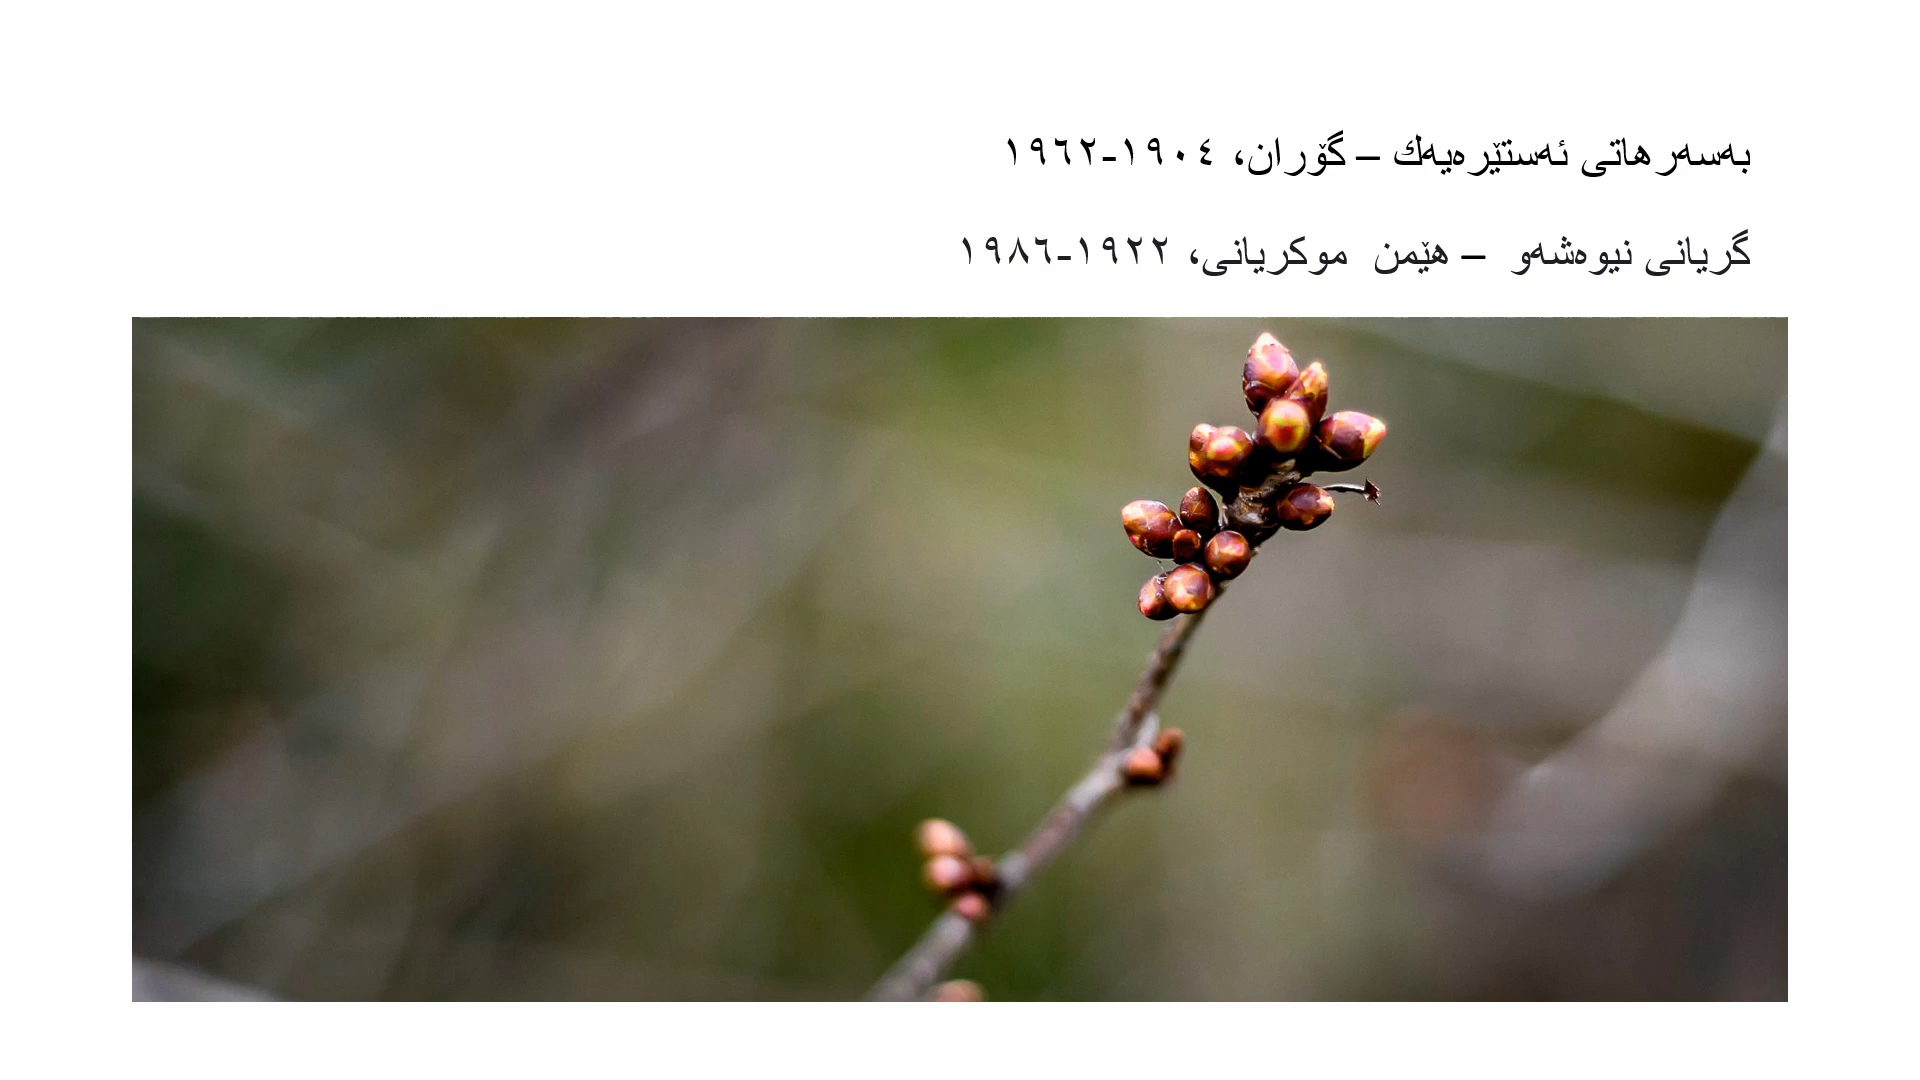 بەسەرهاتی ئەستێرەیەك – گۆران، ١٩٠٤-١٩٦٢
گریانی نیوەشەو – هێمن موکریانی، ١٩٢٢-١٩٨٦